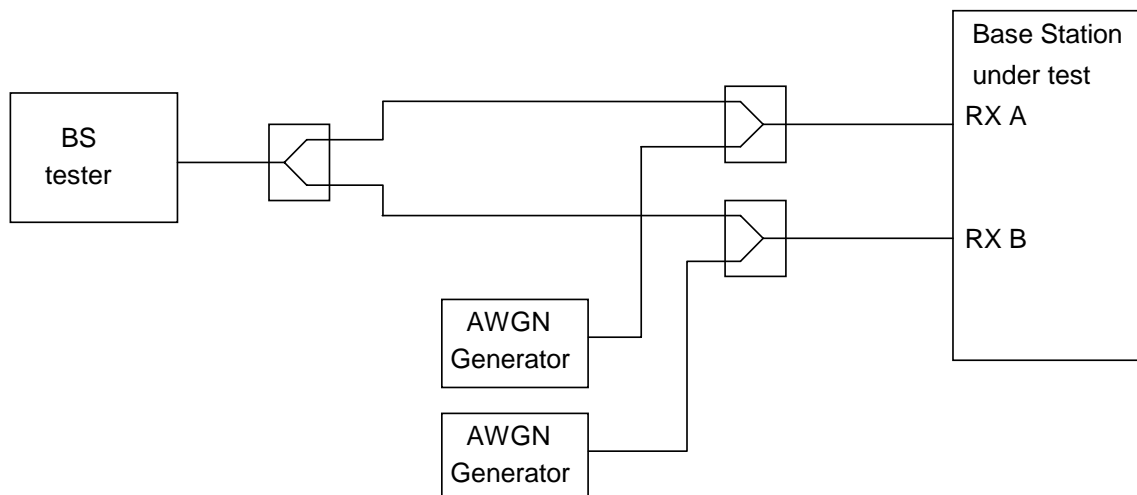 BS
tester
Base Station
under test
RX A
RX B
AWGN
Generator
AWGN
Generator